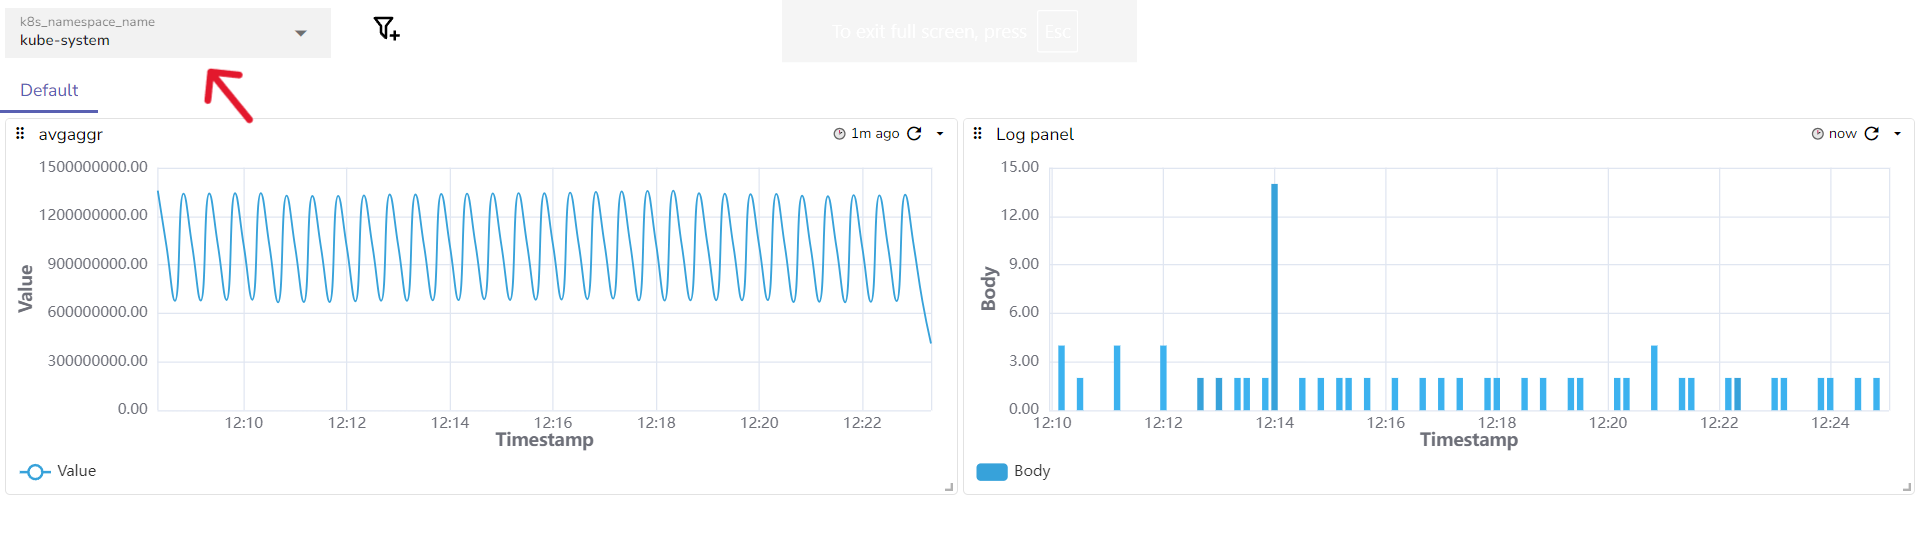 k8s_namespace_name
kube-system
To exit full screen, press Esc
Default
avgaggr
1m ago
1500000000.00
1200000000.00
900000000.00
600000000.00
300000000.00
0.00
Value
12:10 12:12 12:14 12:16 12:18 12:20 12:22
Timestamp
Value
Log panel
now
15.00
12.00
9.00
6.00
3.00
0.00
Body
12:10 12:12 12:14 12:16 12:18 12:20 12:22 12:24
Timestamp
Body